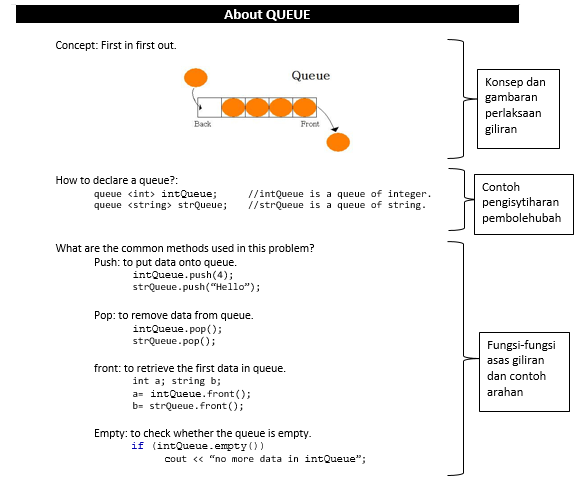 About QUEUE
Concept: First in first out.
Queue
Back
Front
Konsep dan
gambaran
perlaksaan
giliran
How to declare a queue?:
queue <int> intQueue; //intQueue is a queue of integer.
queue <string> strQueue; //strQueue is a queue of string.
Contoh
pengisytiharan
pembolehubah
What are the common methods used in this problem?
Push: to put data onto queue.
intQueue.push(4);
strQueue.push(“Hello”);
Pop: to remove data from queue.
intQueue.pop();
strQueue.pop();
front: to retrieve the first data in queue.
int a; string b;
a= intQueue.front();
b= strQueue.front();
Empty: to check whether the queue is empty.
if (intQueue.empty())
cout << “no more data in intQueue”;
Fungsi-fungsi
asas giliran
dan contoh
arahan